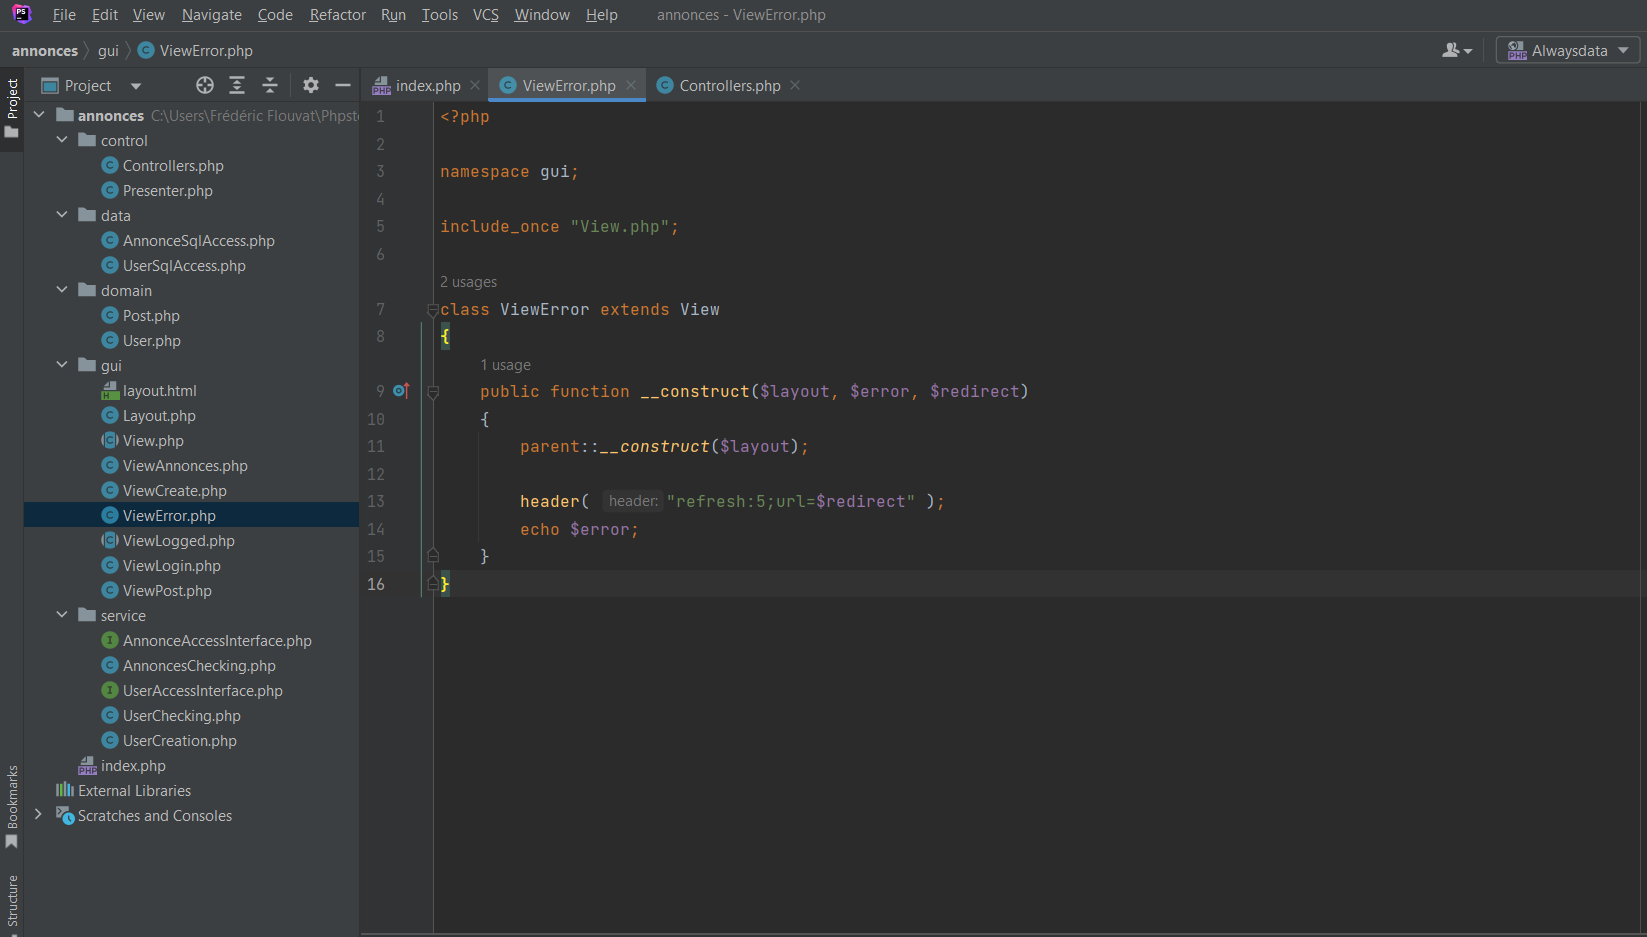 File Edit View Navigate Code Refactor Run Tools VCS Window Help annonces - ViewError.php
annonces gui ViewError.php Alwaysdata
Project
Project
index.php ViewError.php Controllers.php
annonces C:\Users\Frédéric Flouvat\Phpsto
control
Controllers.php
Presenter.php
data
AnnonceSqlAccess.php
UserSqlAccess.php
domain
Post.php
User.php
gui
layout.html
Layout.php
View.php
ViewAnnonces.php
ViewCreate.php
ViewError.php
ViewLogged.php
ViewLogin.php
ViewPost.php
service
AnnonceAccessInterface.php
AnnoncesChecking.php
UserAccessInterface.php
UserChecking.php
UserCreation.php
index.php
External Libraries
Scratches and Consoles
Bookmarks
Structure
1 <?php
2
3 namespace gui;
4
5 include_once "View.php";
6
2 usages
7 class ViewError extends View
8 {
1 usage
9 public function __construct($layout, $error, $redirect)
10 {
11 parent::__construct($layout);
12
13 header( header: "refresh:5;url=$redirect" );
14 echo $error;
15 }
16 }